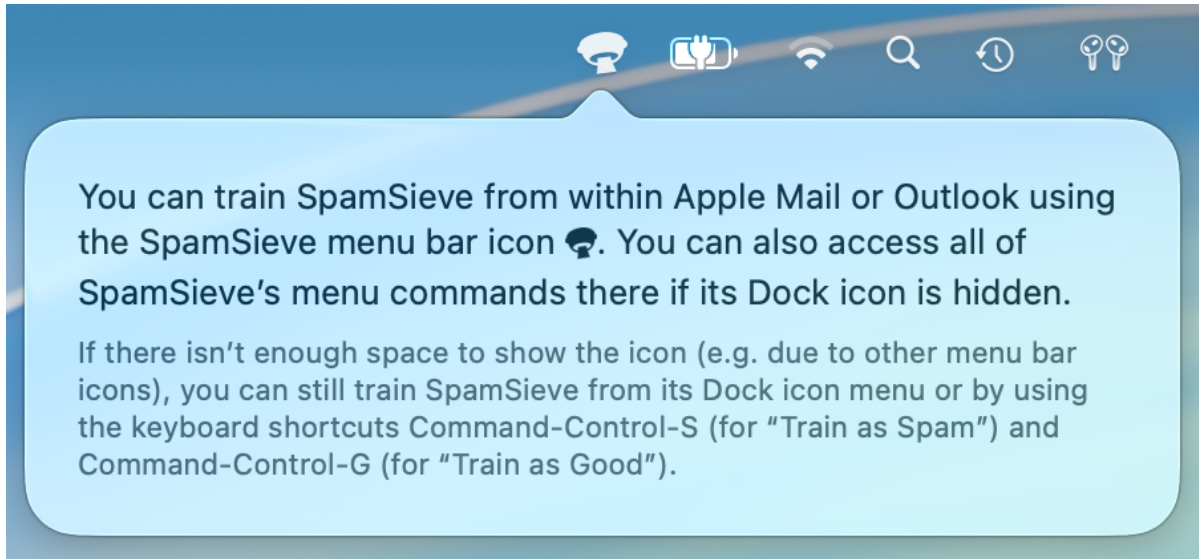 You can train SpamSieve from within Apple Mail or Outlook using
the SpamSieve menu bar icon . You can also access all of
SpamSieve’s menu commands there if its Dock icon is hidden.
If there isn’t enough space to show the icon (e.g. due to other menu bar
icons), you can still train SpamSieve from its Dock icon menu or by using
the keyboard shortcuts Command-Control-S (for “Train as Spam”) and
Command-Control-G (for “Train as Good”).